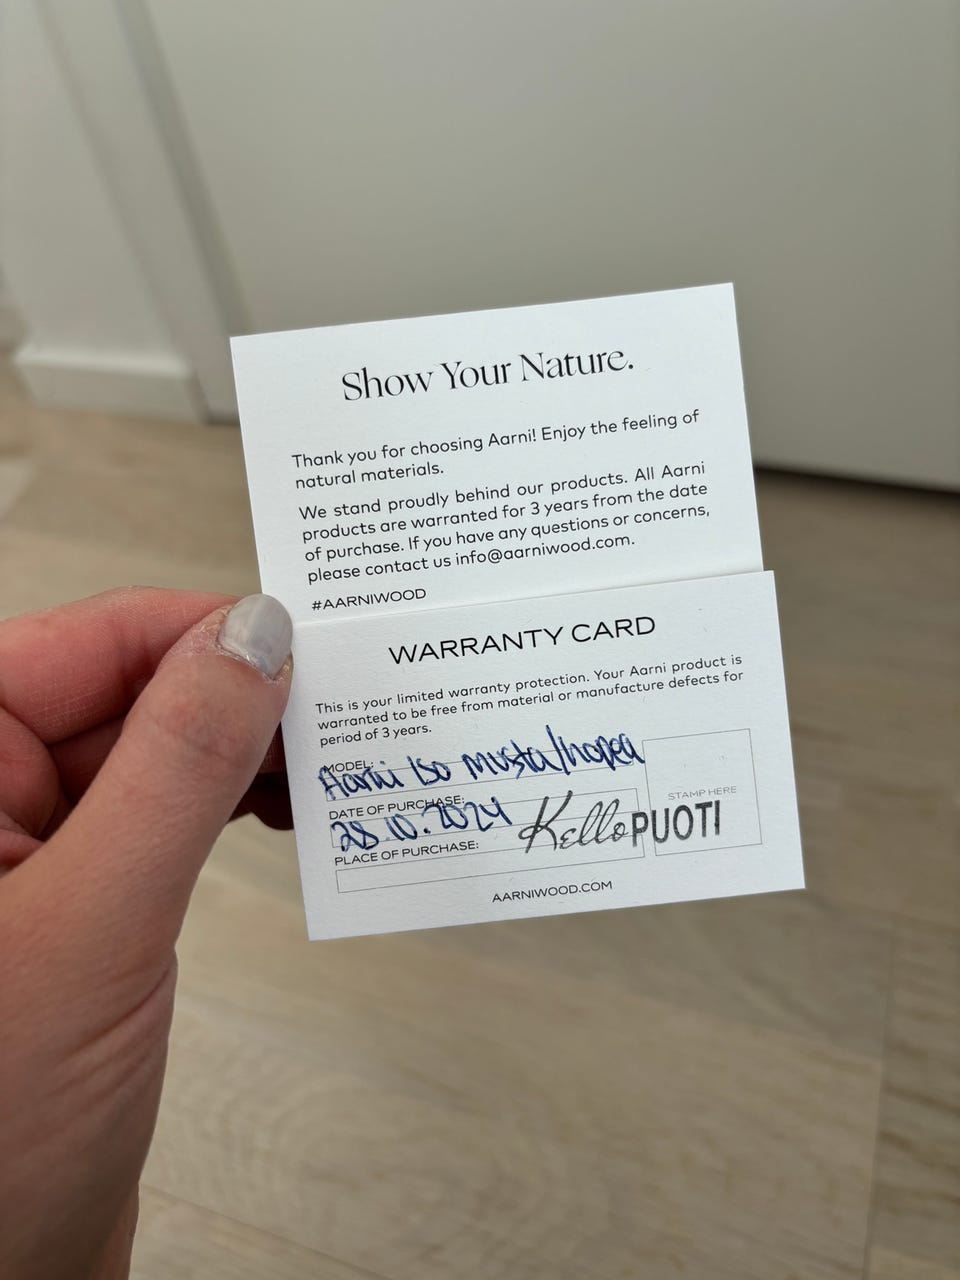 Show Your Nature.
Thank you for choosing Aarni! Enjoy the feeling of
natural materials.
We stand proudly behind our products. All Aarni
products are warranted for 3 years from the date
of purchase. If you have any questions or concerns,
please contact us info@aarniwood.com.
#AARNIWOOD
WARRANTY CARD
This is your limited warranty protection. Your Aarni product is
warranted to be free from material or manufacture defects for
period of 3 years.
MODEL:
Aarni Iso musta/hopea
DATE OF PURCHASE:
28.10.2024
STAMP HERE
KelloPUOTI
PLACE OF PURCHASE:
AARNIWOOD.COM